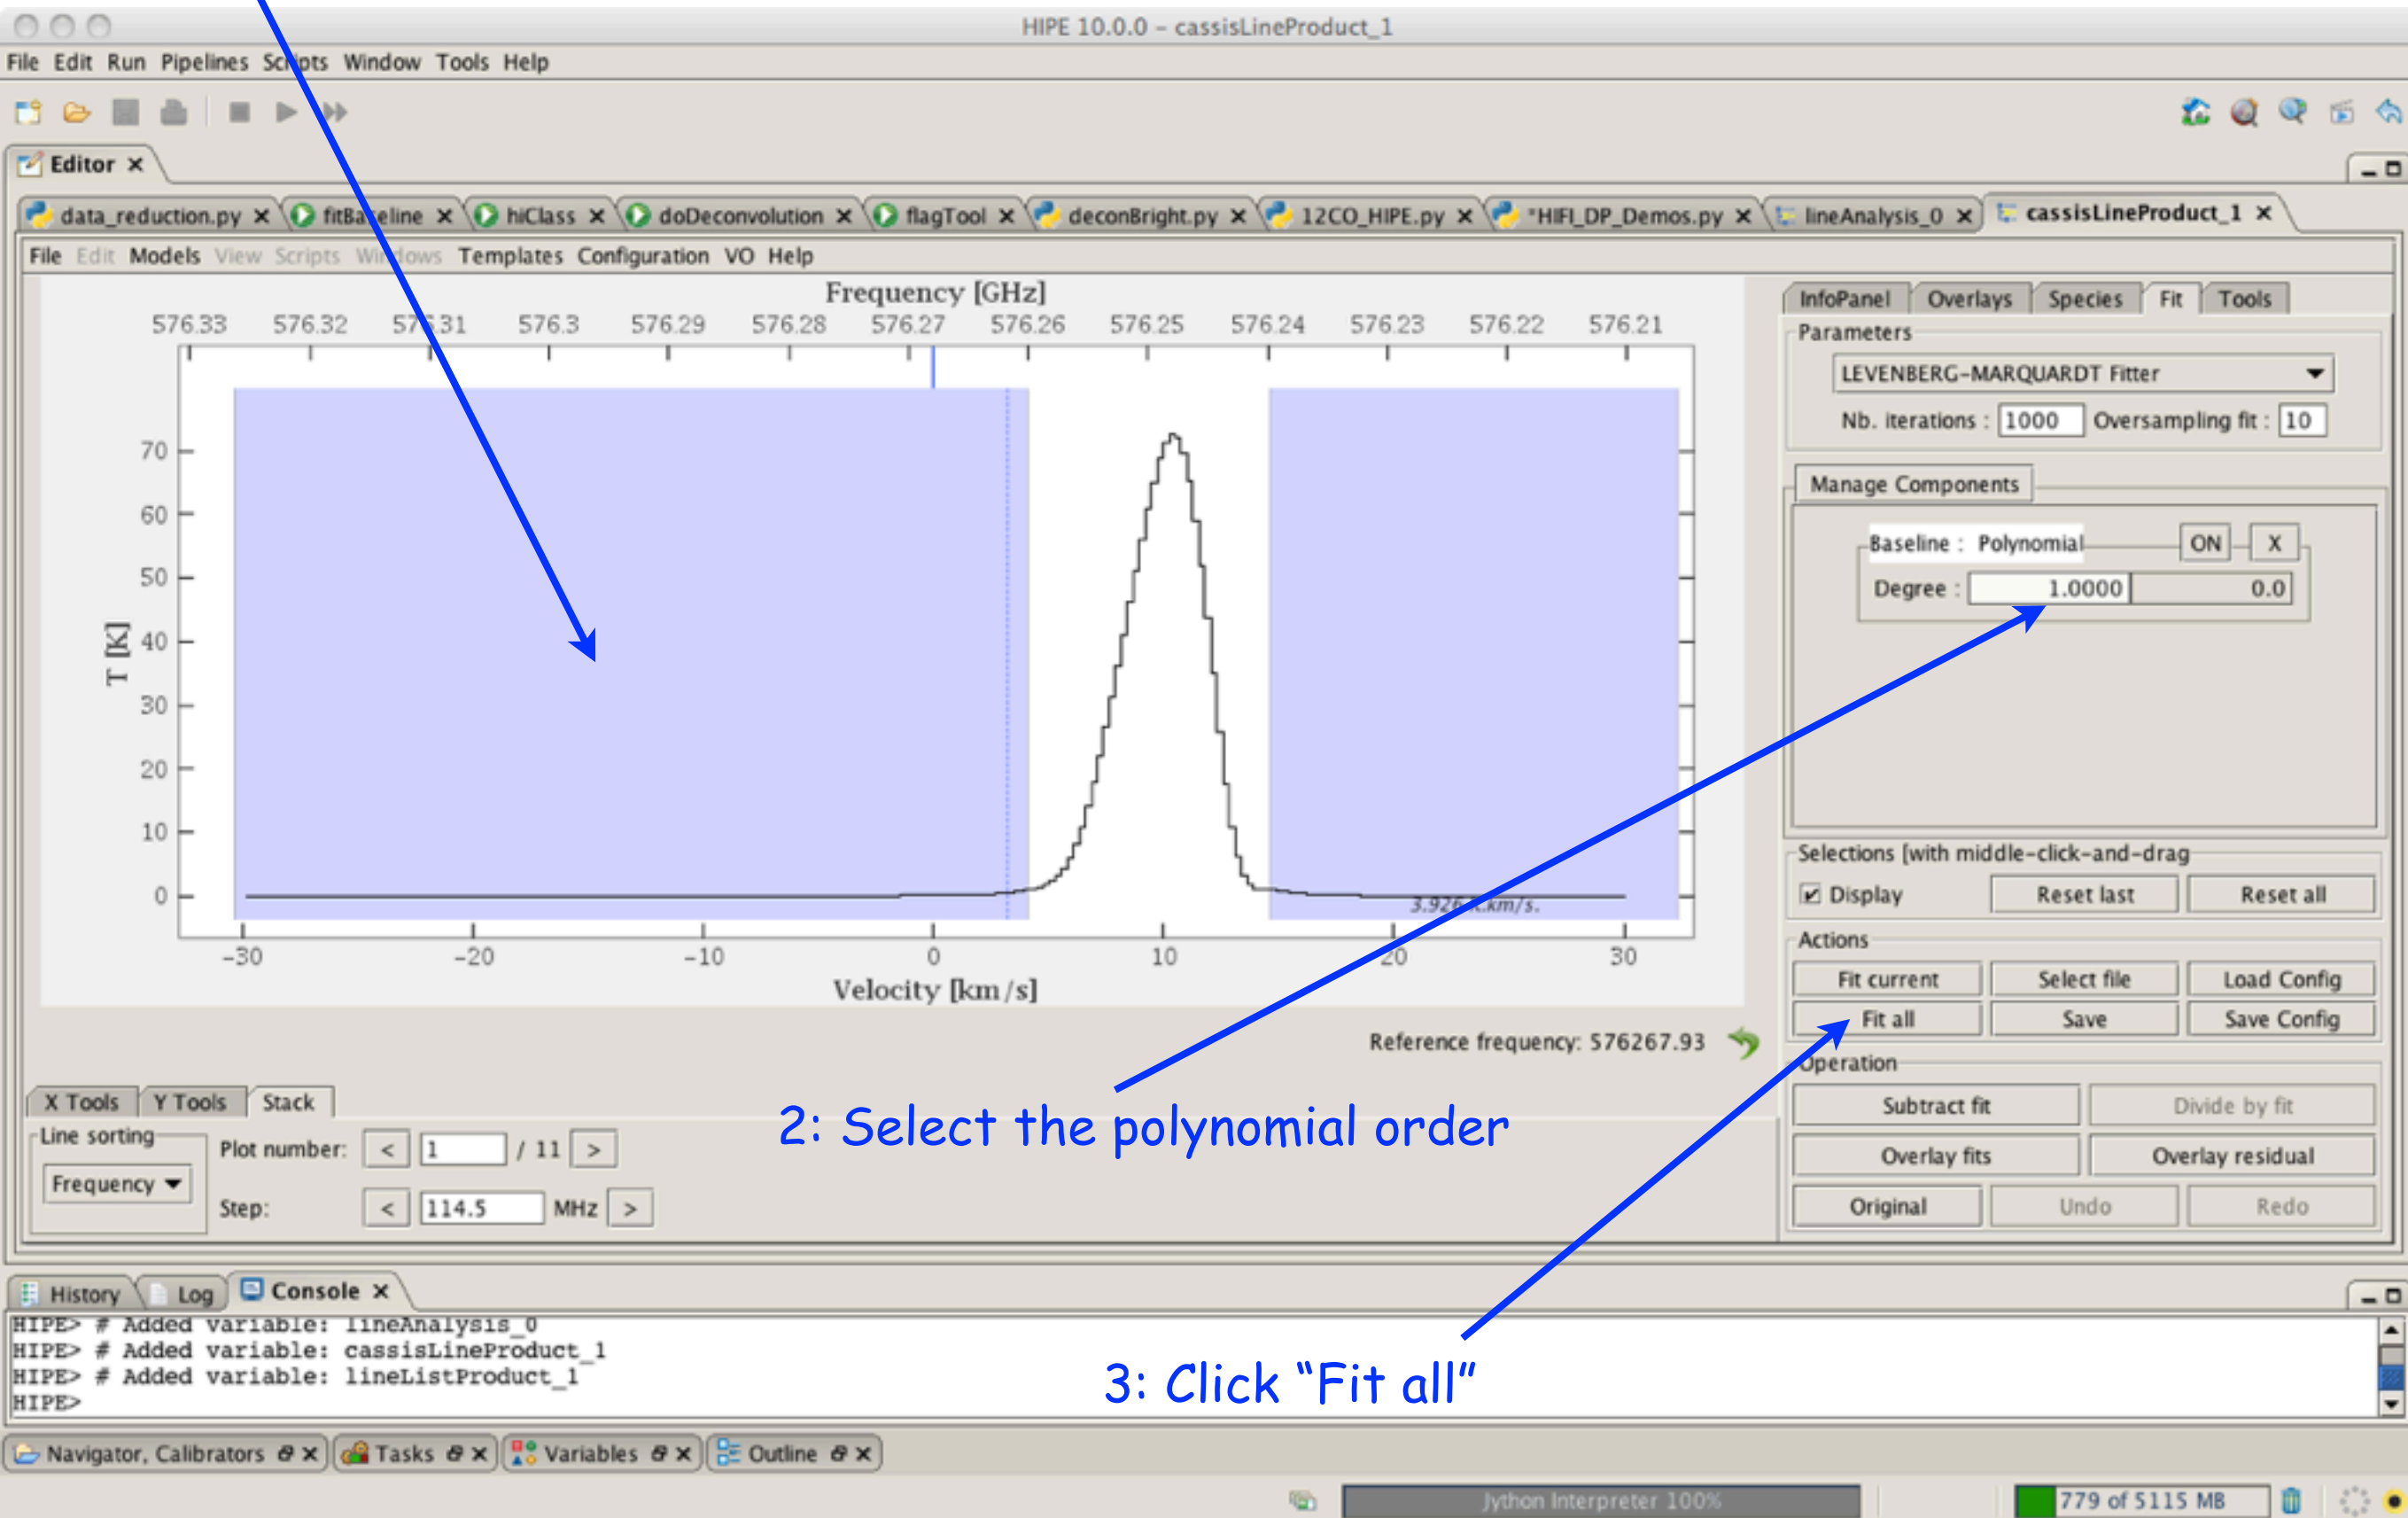 HIPE 10.0.0 - cassisLineProduct_1
File Edit Run Pipelines Scripts Window Tools Help
Editor
data_reduction.py fitBaseline hiClass doDeconvolution flagTool deconBright.py 12CO_HIPE.py *HIFI_DP_Demos.py lineAnalysis_0 cassisLineProduct_1
File Edit Models View Scripts Windows Templates Configuration VO Help
Frequency [GHz]
576.33 576.32 576.31 576.3 576.29 576.28 576.27 576.26 576.25 576.24 576.23 576.22 576.21
T [K]
70
60
50
40
30
20
10
0
3.926 km/s.
-30 -20 -10 0 10 20 30
Velocity [km/s]
Reference frequency: 576267.93
InfoPanel Overlays Species Fit Tools
Parameters
LEVENBERG-MARQUARDT Fitter
Nb. iterations : 1000 Oversampling fit : 10
Manage Components
Baseline : Polynomial ON X
Degree : 1.0000 0.0
Selections [with middle-click-and-drag
Display Reset last Reset all
Actions
Fit current Select file Load Config
Fit all Save Save Config
Operation
Subtract fit Divide by fit
Overlay fits Overlay residual
Original Undo Redo
2: Select the polynomial order
X Tools Y Tools Stack
Line sorting
Frequency
Plot number: < 1 / 11 >
Step: < 114.5 MHz >
3: Click “Fit all”
History Log Console
HIPE> # Added variable: lineAnalysis_0
HIPE> # Added variable: cassisLineProduct_1
HIPE> # Added variable: lineListProduct_1
HIPE>
Navigator, Calibrators Tasks Variables Outline
Jython Interpreter 100%
779 of 5115 MB